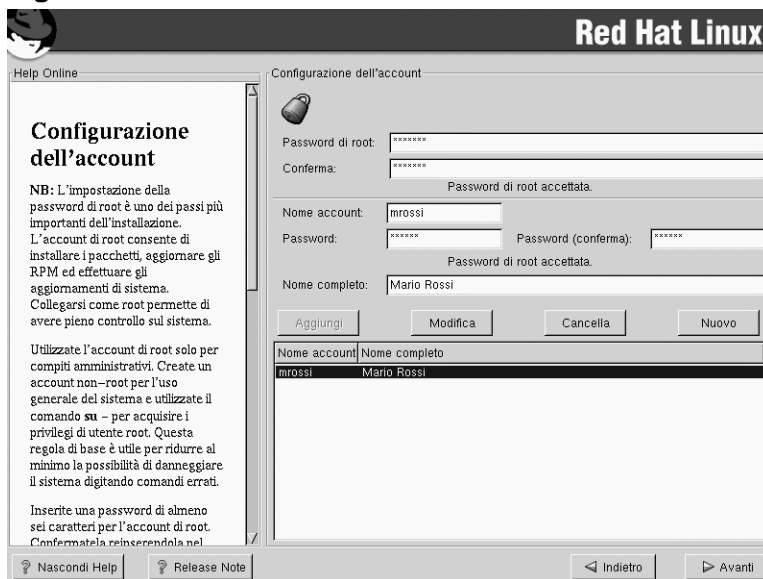 Red Hat Linux
Help Online
Configurazione
dell'account
NB: L'impostazione della
password di root è uno dei passi più
importanti dell'installazione.
L'account di root consente di
installare i pacchetti, aggiornare gli
RPM ed effettuare gli
aggiornamenti di sistema.
Collegarsi come root permette di
avere pieno controllo sul sistema.
Utilizzate l'account di root solo per
compiti amministrativi. Create un
account non-root per l'uso
generale del sistema e utilizzate il
comando su - per acquisire i
privilegi di utente root. Questa
regola di base è utile per ridurre al
minimo la possibilità di danneggiare
il sistema digitando comandi errati.
Inserite una password di almeno
sei caratteri per l'account di root.
Confermatela reinserendola nel
Configurazione dell'account
Password di root: *******
Conferma: *******
Password di root accettata.
Nome account: mrossi
Password: ****** Password (conferma): ******
Password di root accettata.
Nome completo: Mario Rossi
Aggiungi Modifica Cancella Nuovo
Nome account Nome completo
mrossi Mario Rossi
Nascondi Help Release Note Indietro Avanti